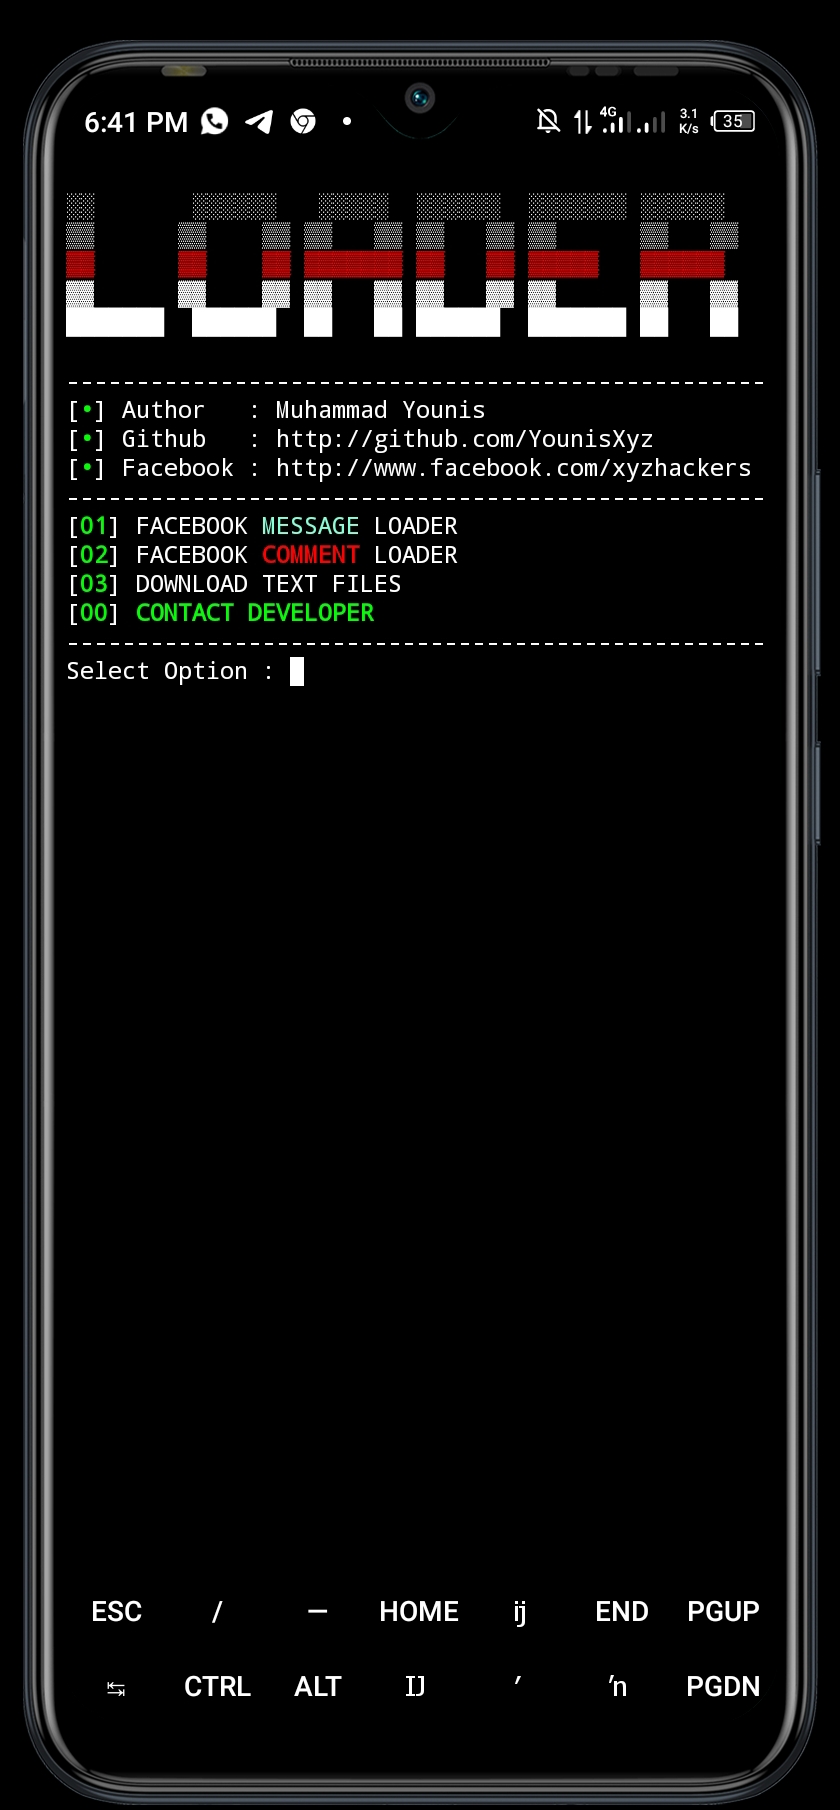 6:41 PM 4G 3.1 K/s 35
LOADER
[•] Author : Muhammad Younis
[•] Github : http://github.com/YounisXyz
[•] Facebook : http://www.facebook.com/xyzhackers
[01] FACEBOOK MESSAGE LOADER
[02] FACEBOOK COMMENT LOADER
[03] DOWNLOAD TEXT FILES
[00] CONTACT DEVELOPER
Select Option :
ESC / — HOME ij END PGUP
↹ CTRL ALT IJ ′ ŉ PGDN